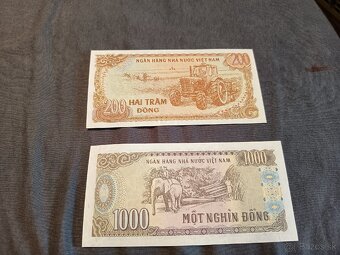 NGÂN HÀNG NHÀ NƯỚC VIỆT NAM
200
200
HAI TRĂM
ĐỒNG
NGÂN HÀNG NHÀ NƯỚC VIỆT NAM
1000
1000
MỘT NGHÌN ĐỒNG